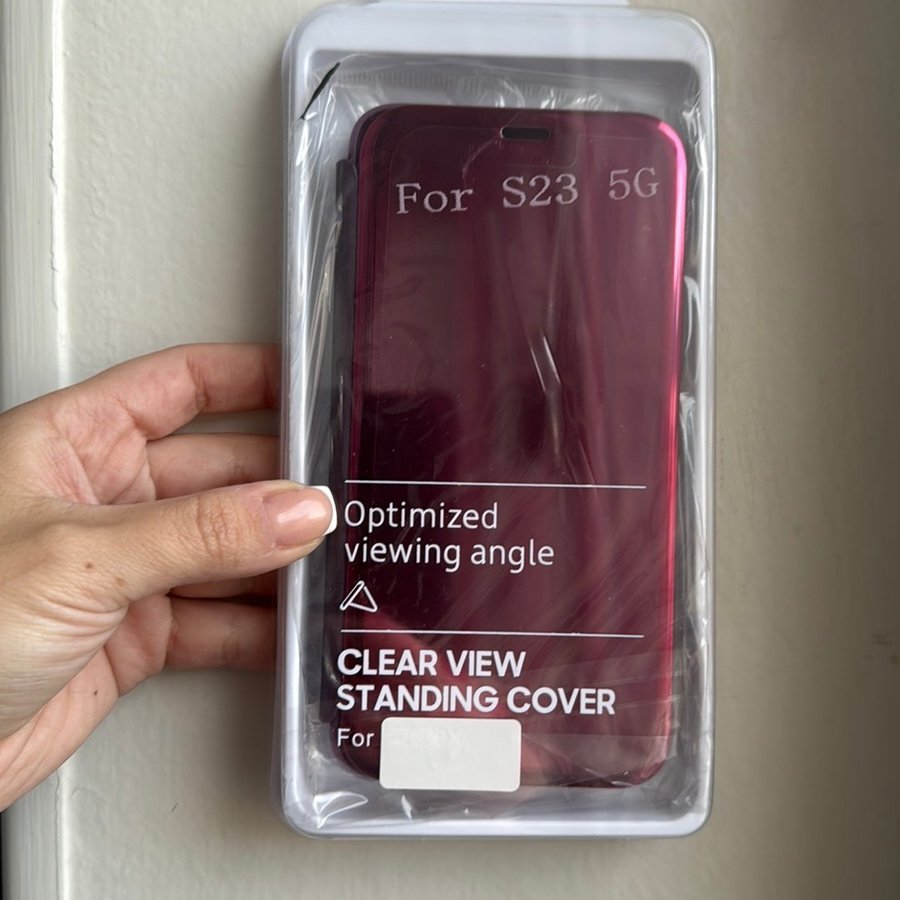 For S23 5G
Optimized
viewing angle
CLEAR VIEW
STANDING COVER
For